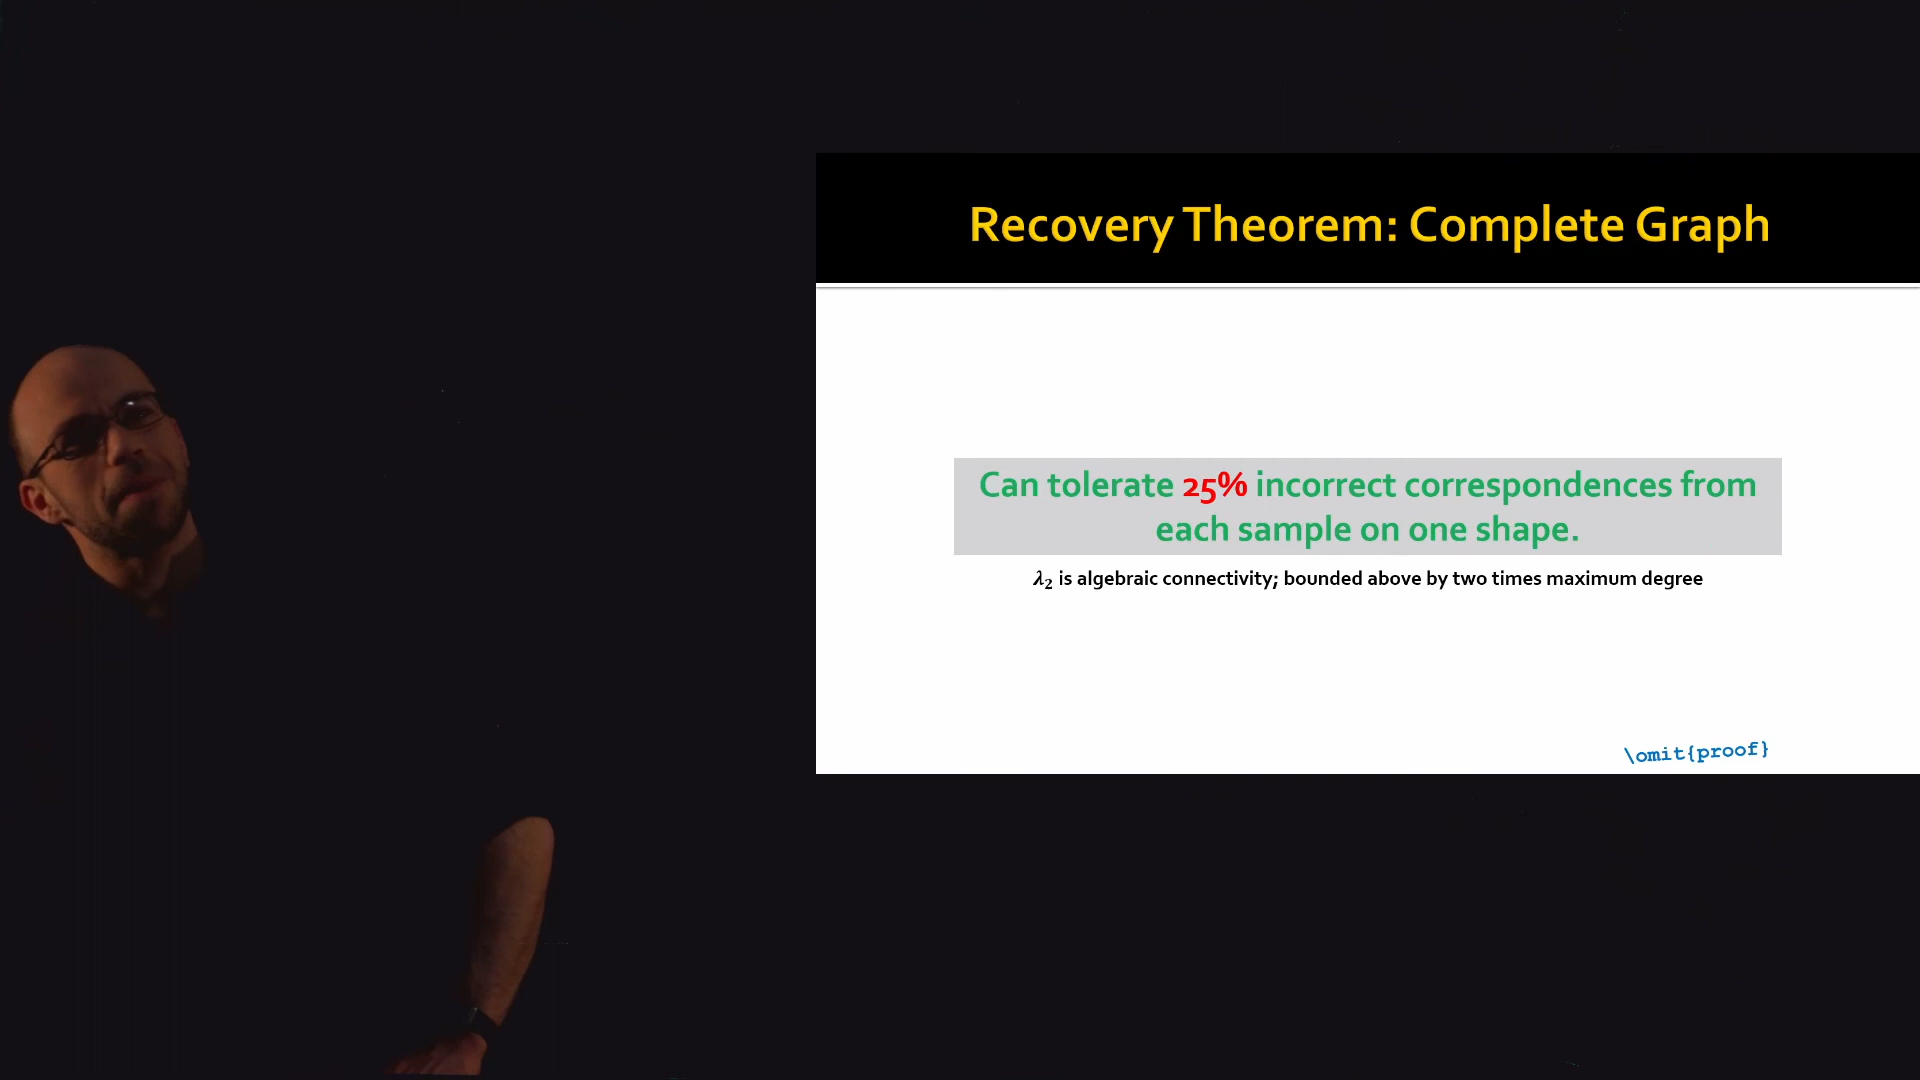 Recovery Theorem: Complete Graph
Can tolerate 25% incorrect correspondences from
each sample on one shape.
λ₂ is algebraic connectivity; bounded above by two times maximum degree
\omit{proof}